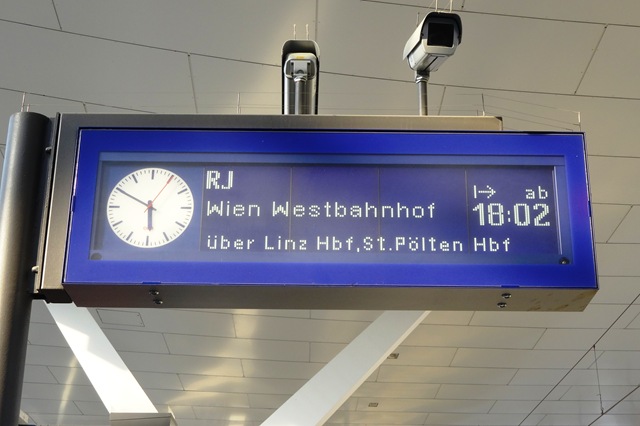 RJ
ab
Wien Westbahnhof 18:02
über Linz Hbf,St.Pölten Hbf